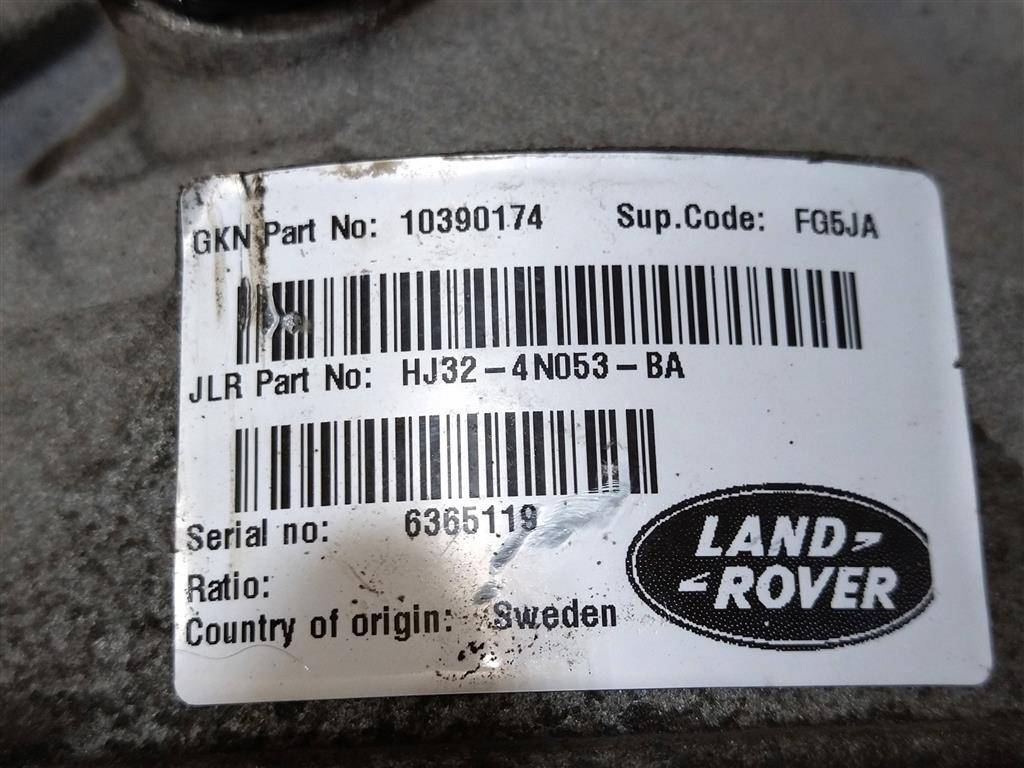 GKN Part No: 10390174 Sup.Code: FG5JA
JLR Part No: HJ32-4N053-BA
Serial no: 6365119
Ratio:
Country of origin: Sweden
LAND
ROVER